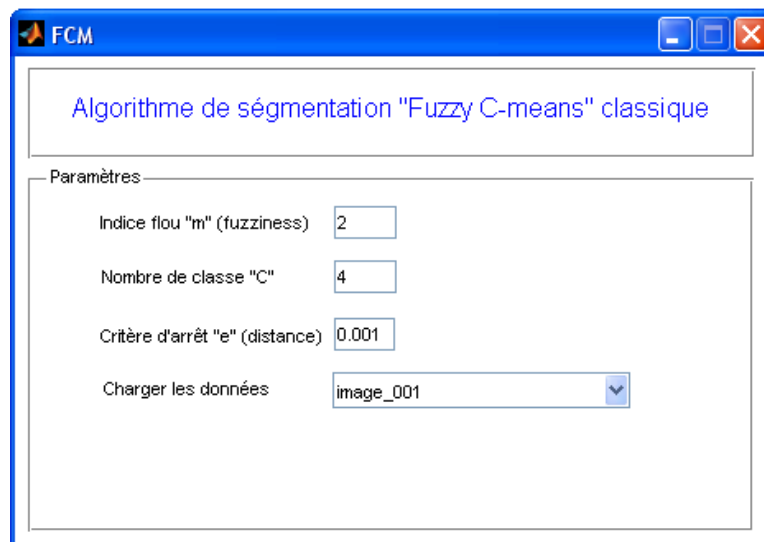 FCM
Algorithme de ségmentation "Fuzzy C-means" classique
Paramètres
Indice flou "m" (fuzziness) 2
Nombre de classe "C" 4
Critère d'arrêt "e" (distance) 0.001
Charger les données image_001